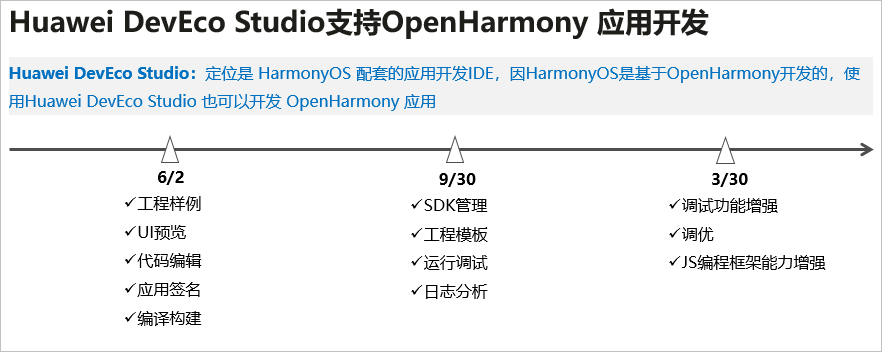 Huawei DevEco Studio支持OpenHarmony 应用开发
Huawei DevEco Studio：定位是 HarmonyOS 配套的应用开发IDE，因HarmonyOS是基于OpenHarmony开发的，使
用Huawei DevEco Studio 也可以开发 OpenHarmony 应用
6/2
✓工程样例
✓UI预览
✓代码编辑
✓应用签名
✓编译构建
9/30
✓SDK管理
✓工程模板
✓运行调试
✓日志分析
3/30
✓调试功能增强
✓调优
✓JS编程框架能力增强